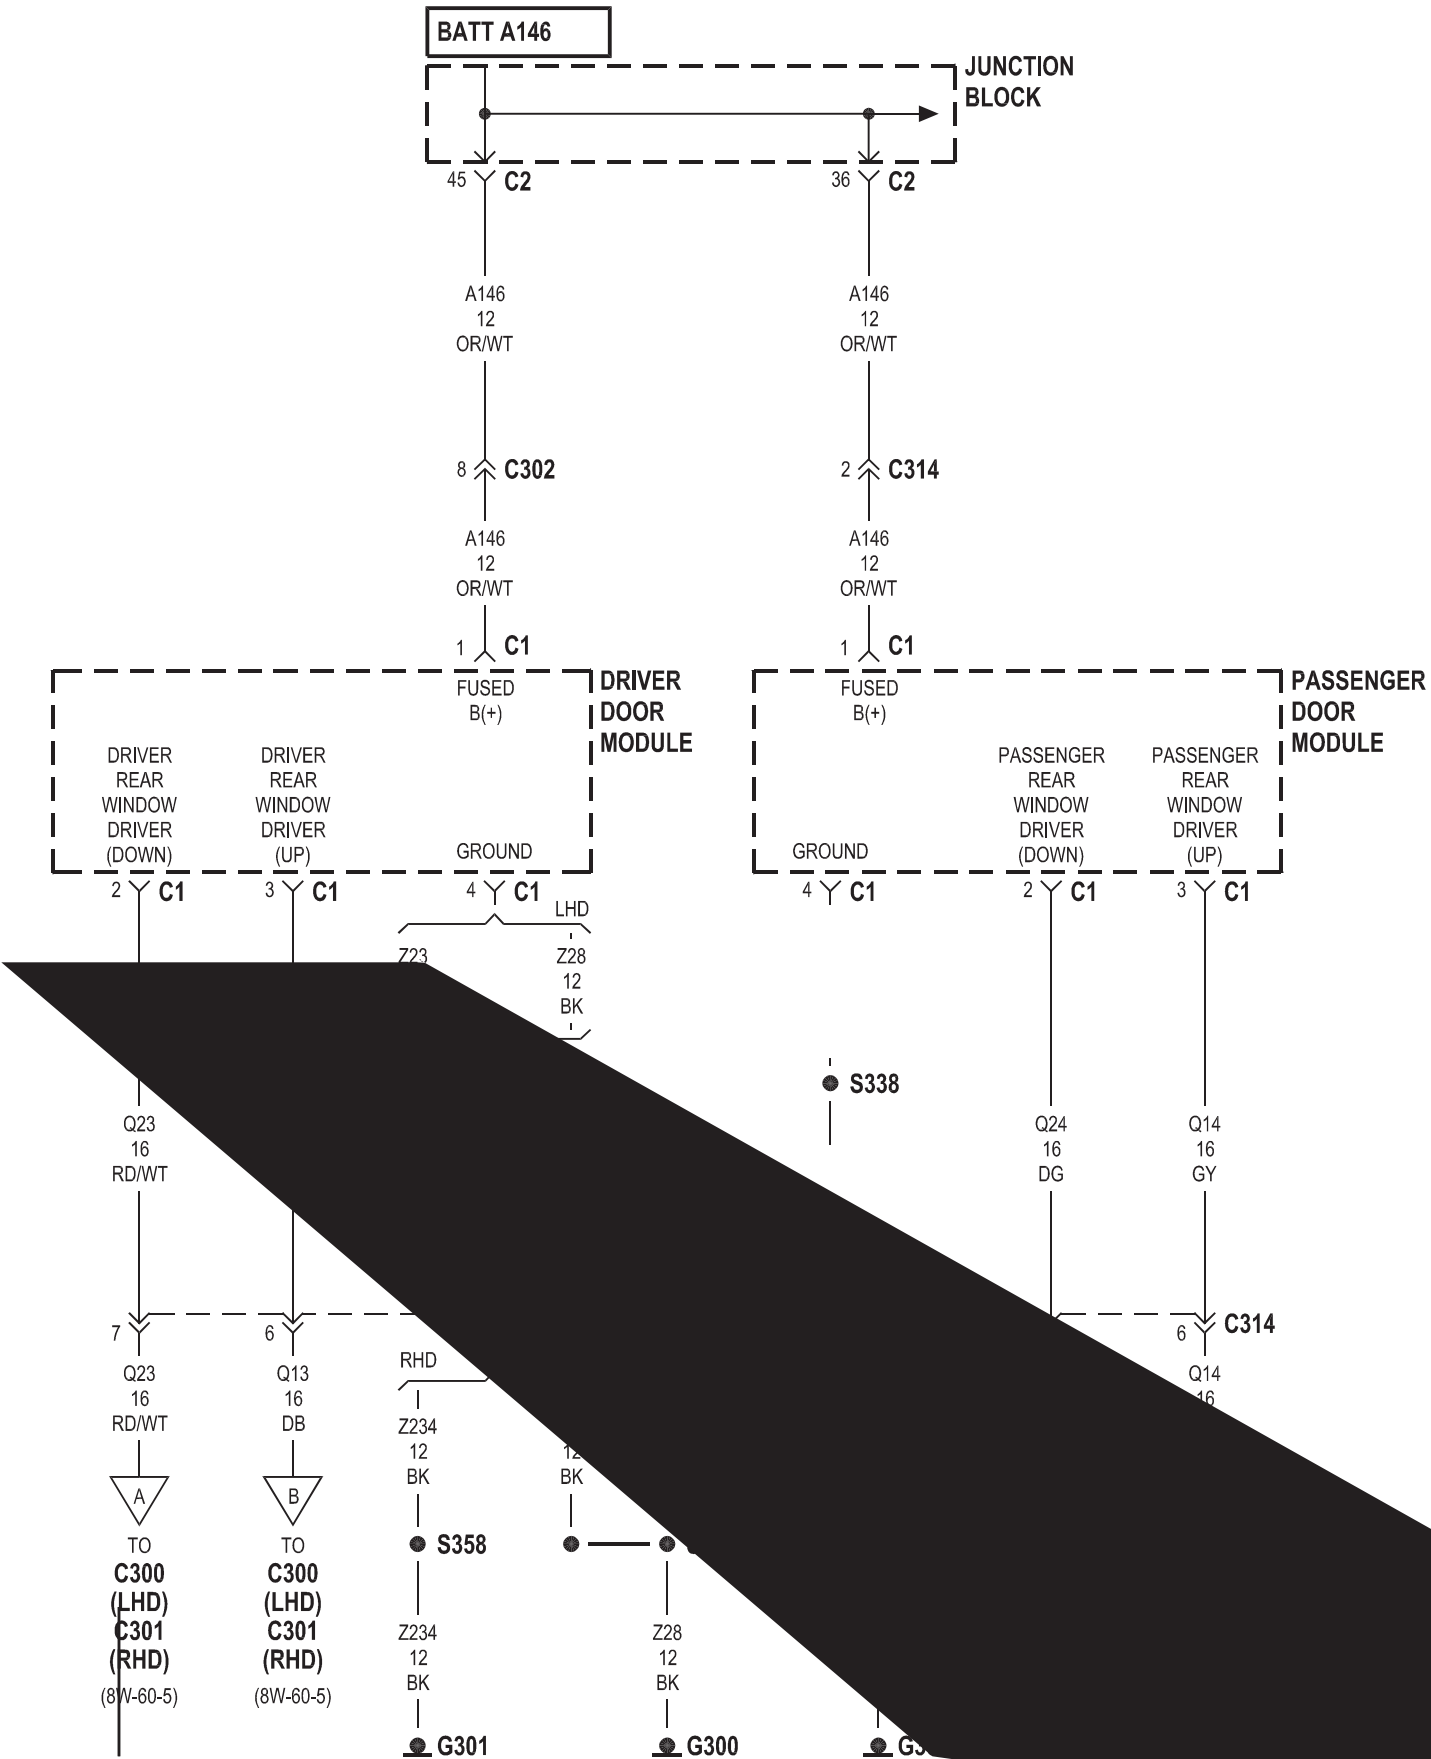 BATT A146
JUNCTION
BLOCK
45 C2
36 C2
A146
12
OR/WT
A146
12
OR/WT
8 C302
2 C314
A146
12
OR/WT
A146
12
OR/WT
1 C1
1 C1
FUSED
B(+)
DRIVER
DOOR
MODULE
FUSED
B(+)
PASSENGER
DOOR
MODULE
DRIVER
REAR
WINDOW
DRIVER
(DOWN)
DRIVER
REAR
WINDOW
DRIVER
(UP)
GROUND
GROUND
PASSENGER
REAR
WINDOW
DRIVER
(DOWN)
PASSENGER
REAR
WINDOW
DRIVER
(UP)
2 C1
3 C1
4
4 C1
2 C1
3 C1
LHD
Z23
Z28
12
BK
S338
Q23
16
RD/WT
Q24
16
DG
Q14
16
GY
7
6
6 C314
Q23
16
RD/WT
Q13
16
DB
RHD
Z234
12
BK
12
BK
Q14
16
A
B
S358
TO
C300
(LHD)
C301
(RHD)
(8W-60-5)
TO
C300
(LHD)
C301
(RHD)
(8W-60-5)
Z234
12
BK
Z28
12
BK
G301
G300